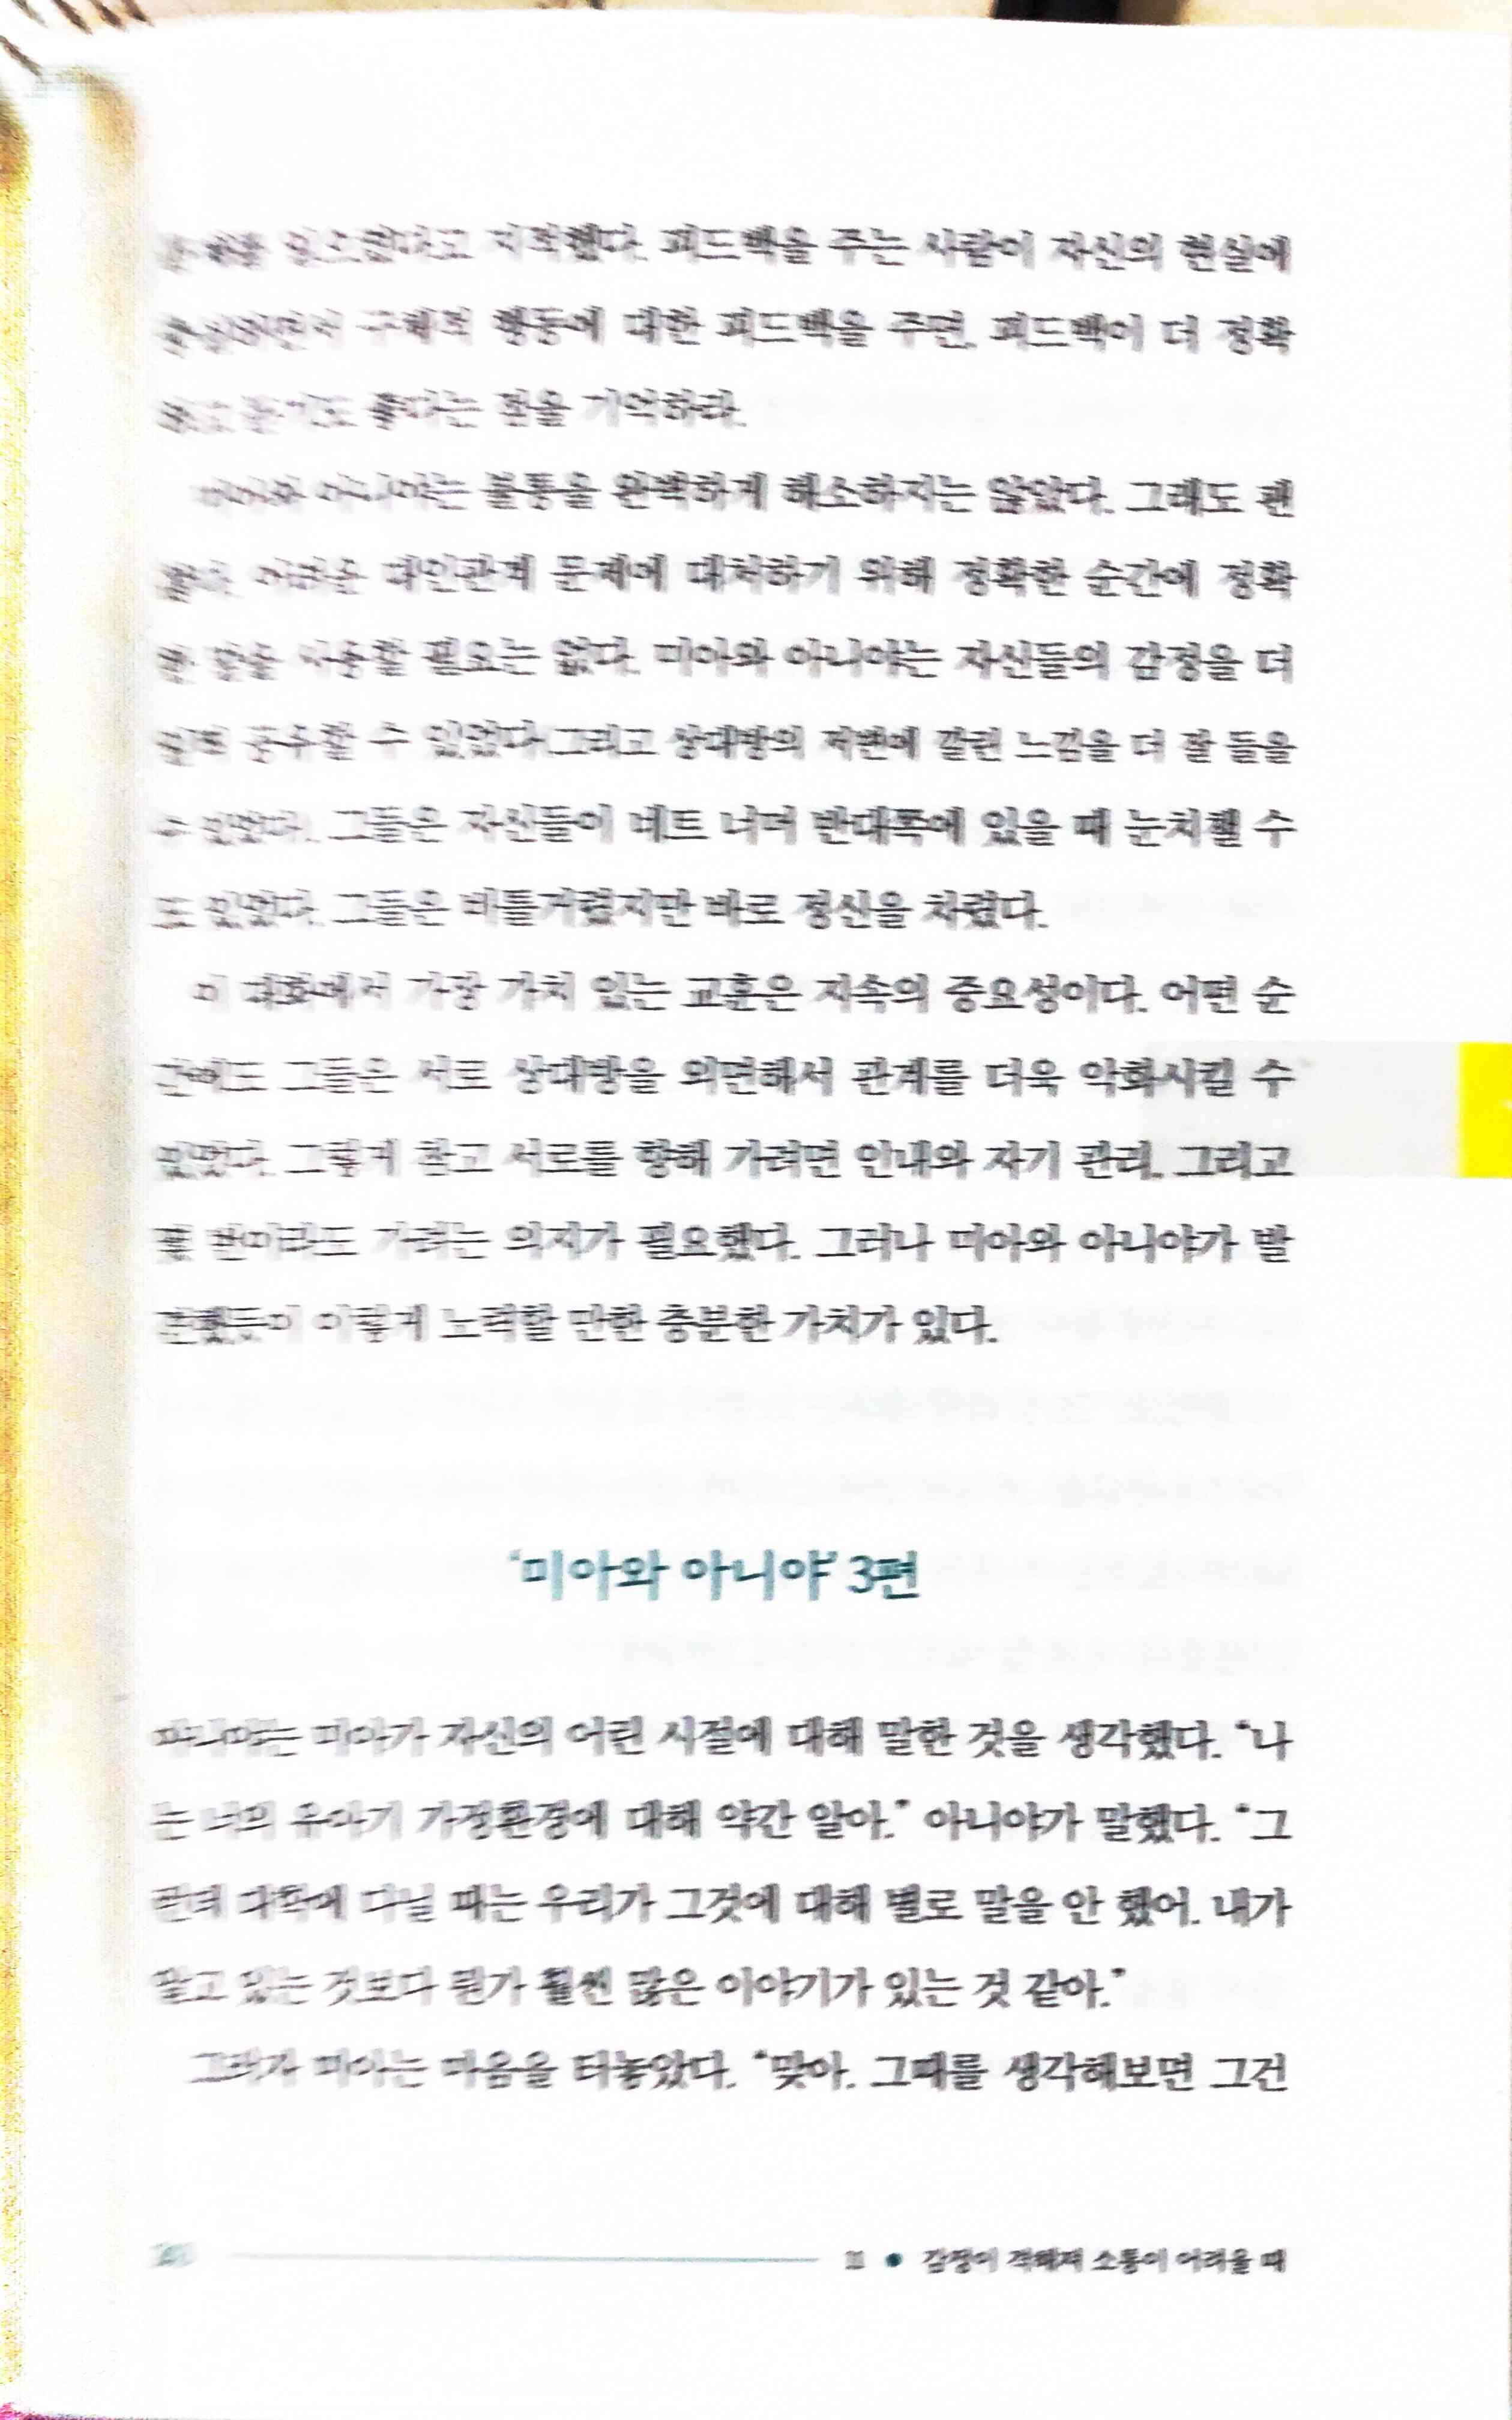 지적했다. 피드백을 주는 사람이 자신의 현실에
충실하면서 구체적 행동에 대한 피드백을 주면, 피드백이 더 정확
좋다는 점을 기억하라.
미아와 아니야는 불통을 완벽하게 해소하지는 않았다. 그래도 괜
찮다. 어려운 대인관계 문제에 대처하기 위해 정확한 순간에 정확
한 말을 사용할 필요는 없다. 미아와 아니야는 자신들의 감정을 더
공유할 수 있었다.(그리고 상대방의 저변에 깔린 느낌을 더 잘 들을
수 있었다). 그들은 자신들이 네트 너머 반대쪽에 있을 때 눈치챌 수
도 있었다. 그들은 비틀거렸지만 바로 정신을 차렸다.
이 대화에서 가장 가치 있는 교훈은 지속의 중요성이다. 어떤 순
간에도 그들은 서로 상대방을 외면해서 관계를 더욱 악화시킬 수
있었다. 그렇게 참고 서로를 향해 가려면 인내와 자기 관리, 그리고
몇 번이라도 가려는 의지가 필요했다. 그러나 미아와 아니야가 발
견했듯이 이렇게 노력할 만한 충분한 가치가 있다.
‘미아와 아니야’ 3편
아니야는 미아가 자신의 어린 시절에 대해 말한 것을 생각했다. “나
는 너의 유아기 가정환경에 대해 약간 알아.” 아니야가 말했다. “그
런데 대학에 다닐 때는 우리가 그것에 대해 별로 말을 안 했어. 내가
알고 있는 것보다 뭔가 훨씬 많은 이야기가 있는 것 같아.”
그러자 미아는 마음을 터놓았다. “맞아. 그때를 생각해보면 그건
● 감정이 격해져 소통이 어려울 때